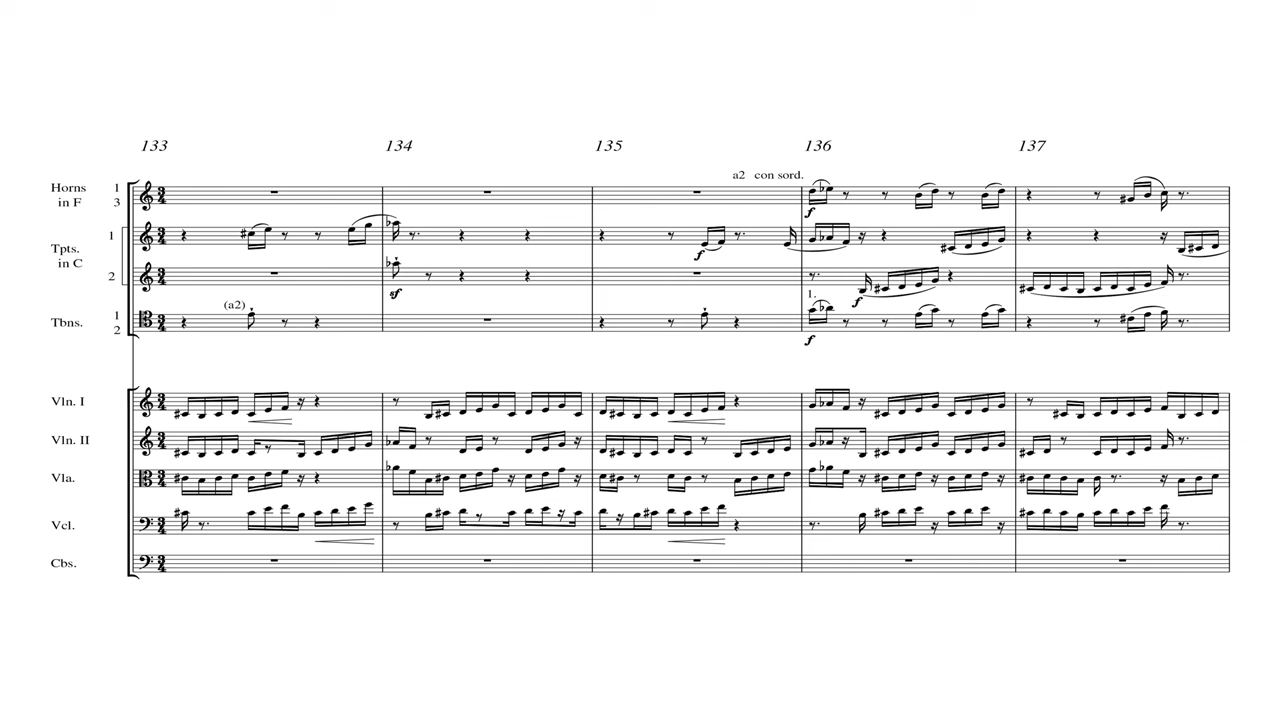 133 134 135 136 137
a2 con sord.
Horns 1
in F 3
f
1
Tpts.
in C
f
2
sf
f
(a2)
1.
Tbns. 1
2
f
Vln. I
Vln. II
Vla.
Vcl.
Cbs.